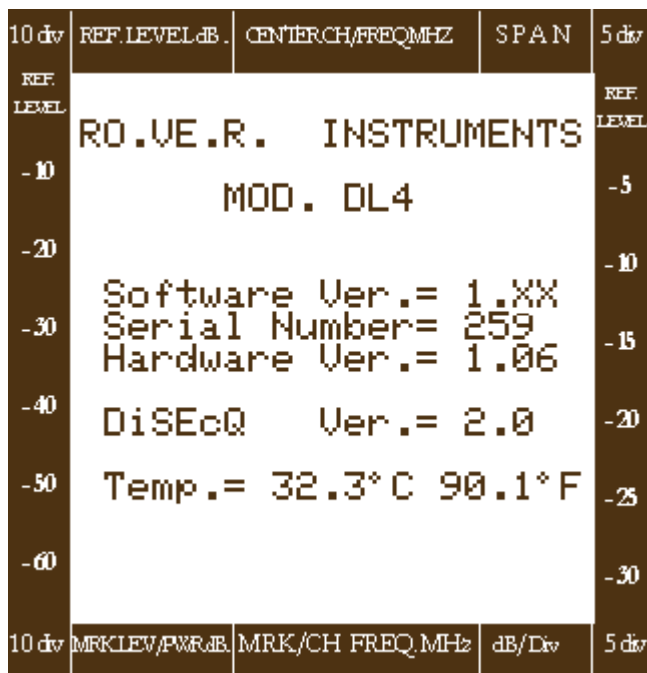 10 div REF.LEVEL dB. CENTER CH/FREQ.MHZ SPAN 5 div
REF.
LEVEL
-10
-20
-30
-40
-50
-60
RO.VE.R. INSTRUMENTS
MOD. DL4
Software Ver.= 1.XX
Serial Number= 259
Hardware Ver.= 1.06
DiSEcQ Ver.= 2.0
Temp.= 32.3°C 90.1°F
REF.
LEVEL
-5
-10
-15
-20
-25
-30
10 div MRK.LEV/PWR.dB. MRK/CH FREQ.MHz dB/Div 5 div